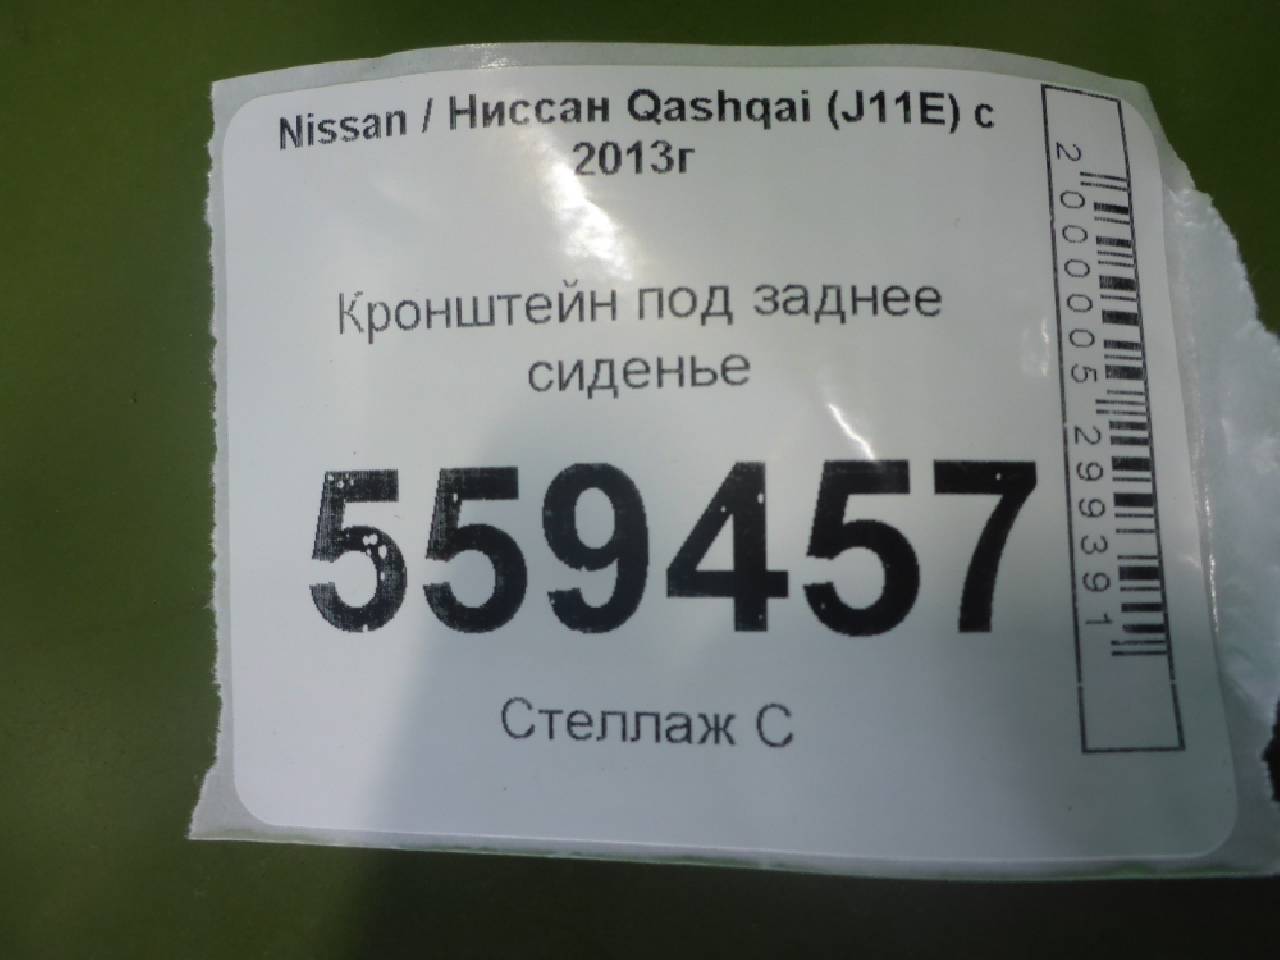 Nissan / Ниссан Qashqai (J11E) с
2013г
Кронштейн под заднее
сиденье
559457
Стеллаж С
2000005299391